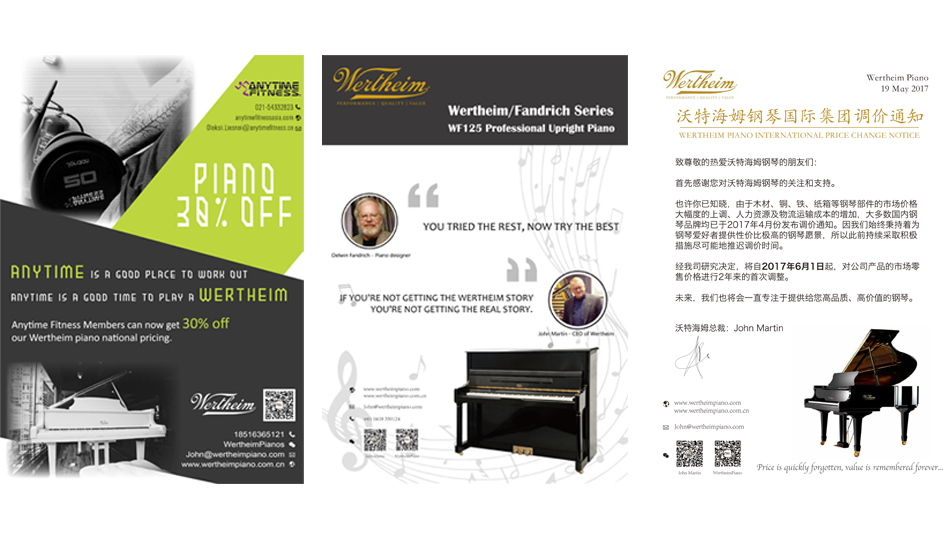 ANYTIME
FITNESS
021-54332823
anytimefitnessasia.com
PIANO
30% OFF
ANYTIME IS A GOOD PLACE TO WORK OUT
ANYTIME IS A GOOD TIME TO PLAY A WERTHEIM
Anytime Fitness Members can now get 30% off
our Wertheim piano national pricing.
Wertheim
18516365121
WertheimPianos
John@wertheimpiano.com
www.wertheimpiano.com.cn
50
Wertheim
PERFORMANCE | QUALITY | VALUE
Wertheim/Fandrich Series
WF125 Professional Upright Piano
YOU TRIED THE REST, NOW TRY THE BEST
Delwin Fandrich - Piano designer
IF YOU'RE NOT GETTING THE WERTHEIM STORY
YOU'RE NOT GETTING THE REAL STORY.
John Martin - CEO of Wertheim
www.wertheimpiano.com
www.wertheimpiano.com.cn
John@wertheimpiano.com
Wertheim
PERFORMANCE | QUALITY | VALUE
Wertheim Piano
19 May 2017
沃特海姆钢琴国际集团调价通知
WERTHEIM PIANO INTERNATIONAL PRICE CHANGE NOTICE
致尊敬的热爱沃特海姆钢琴的朋友们：
首先感谢您对沃特海姆钢琴的关注和支持。
也许你已知晓，由于木材、铜、铁、纸箱等钢琴部件的市场价格
大幅度的上调、人力资源及物流运输成本的增加，大多数国内钢
琴品牌均已于2017年4月份发布调价通知。因我们始终秉持着为
钢琴爱好者提供性价比极高的钢琴愿景，所以此前持续采取积极
措施尽可能地推迟调价时间。
经我司研究决定，将自2017年6月1日起，对公司产品的市场零
售价格进行2年来的首次调整。
未来，我们也将会一直专注于提供给您高品质、高价值的钢琴。
沃特海姆总裁：John Martin
www.wertheimpiano.com
www.wertheimpiano.com.cn
John@wertheimpiano.com
John Martin
WertheimPiano
Price is quickly forgotten, value is remembered forever...